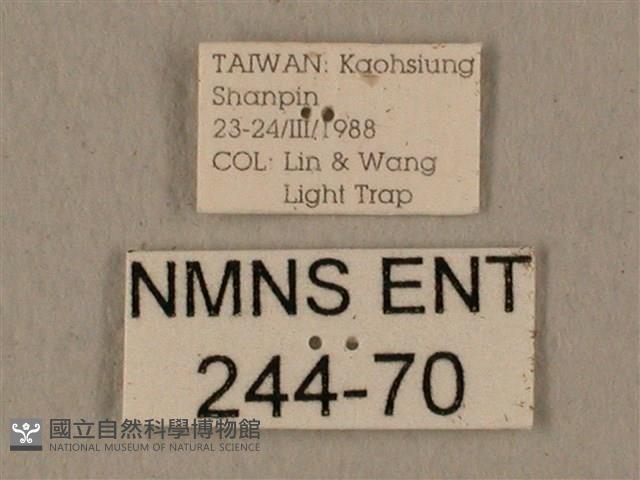 TAIWAN: Kaohsiung
Shanpin
23-24/III/1988
COL: Lin & Wang
Light Trap
NMNS ENT
244-70
國立自然科學博物館
NATIONAL MUSEUM OF NATURAL SCIENCE